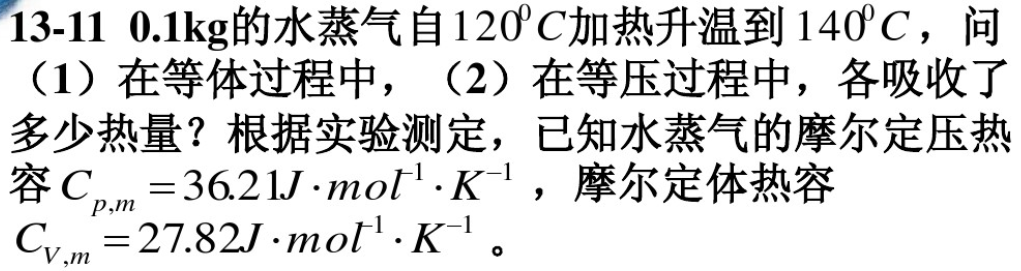 13-11 0.1kg的水蒸气自120⁰C加热升温到140⁰C，问
（1）在等体过程中，（2）在等压过程中，各吸收了
多少热量？根据实验测定，已知水蒸气的摩尔定压热
容 C_{p,m} = 36.21J·mol⁻¹·K⁻¹，摩尔定体热容
C_{V,m} = 27.82J·mol⁻¹·K⁻¹。